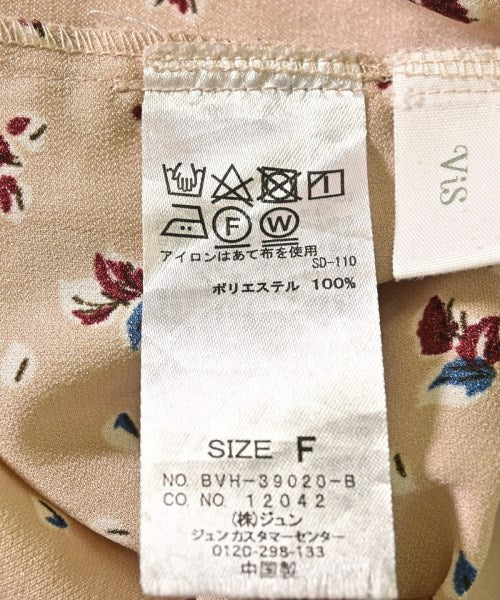 F W
アイロンはあて布を使用
SD-110
ポリエステル 100%
SIZE F
NO. BVH-39020-B
CO. NO. 12042
(株)ジュン
ジュン カスタマーセンター
0120-298-133
中国製
ViS